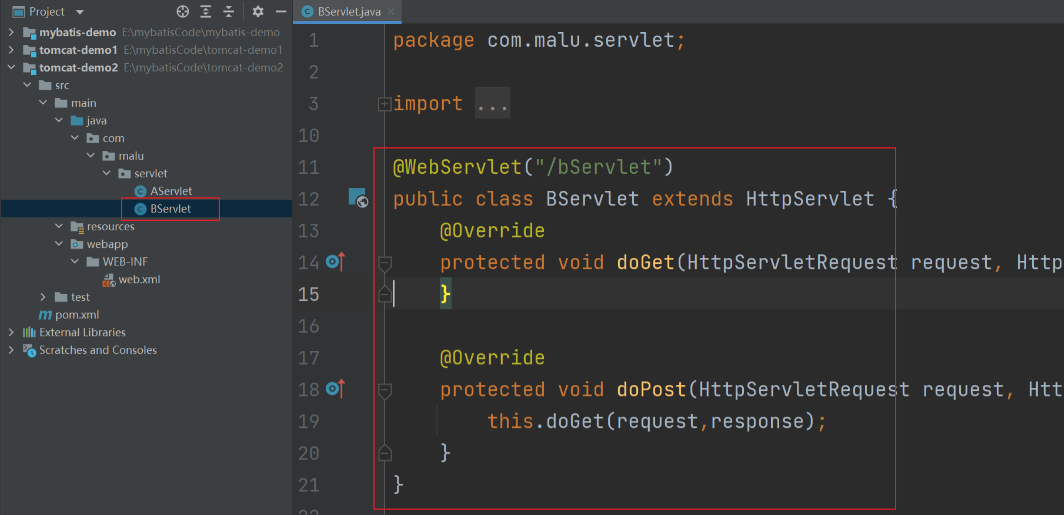 Project
mybatis-demo E:\mybatisCode\mybatis-demo
tomcat-demo1 E:\mybatisCode\tomcat-demo1
tomcat-demo2 E:\mybatisCode\tomcat-demo2
src
main
java
com
malu
servlet
AServlet
BServlet
resources
webapp
WEB-INF
web.xml
test
pom.xml
External Libraries
Scratches and Consoles
BServlet.java
1 package com.malu.servlet;
2
3 import ...
10
11 @WebServlet("/bServlet")
12 public class BServlet extends HttpServlet {
13 @Override
14 protected void doGet(HttpServletRequest request, Http
15 }
16
17 @Override
18 protected void doPost(HttpServletRequest request, Htt
19 this.doGet(request,response);
20 }
21 }